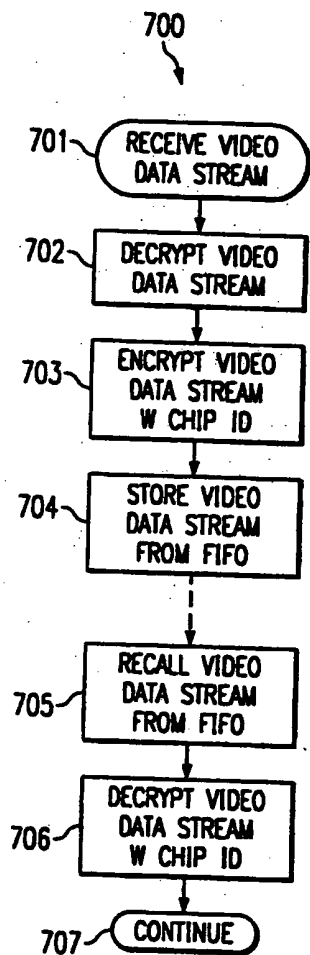 700
701
RECEIVE VIDEO
DATA STREAM
702
DECRYPT VIDEO
DATA STREAM
703
ENCRYPT VIDEO
DATA STREAM
W CHIP ID
704
STORE VIDEO
DATA STREAM
FROM FIFO
705
RECALL VIDEO
DATA STREAM
FROM FIFO
706
DECRYPT VIDEO
DATA STREAM
W CHIP ID
707
CONTINUE